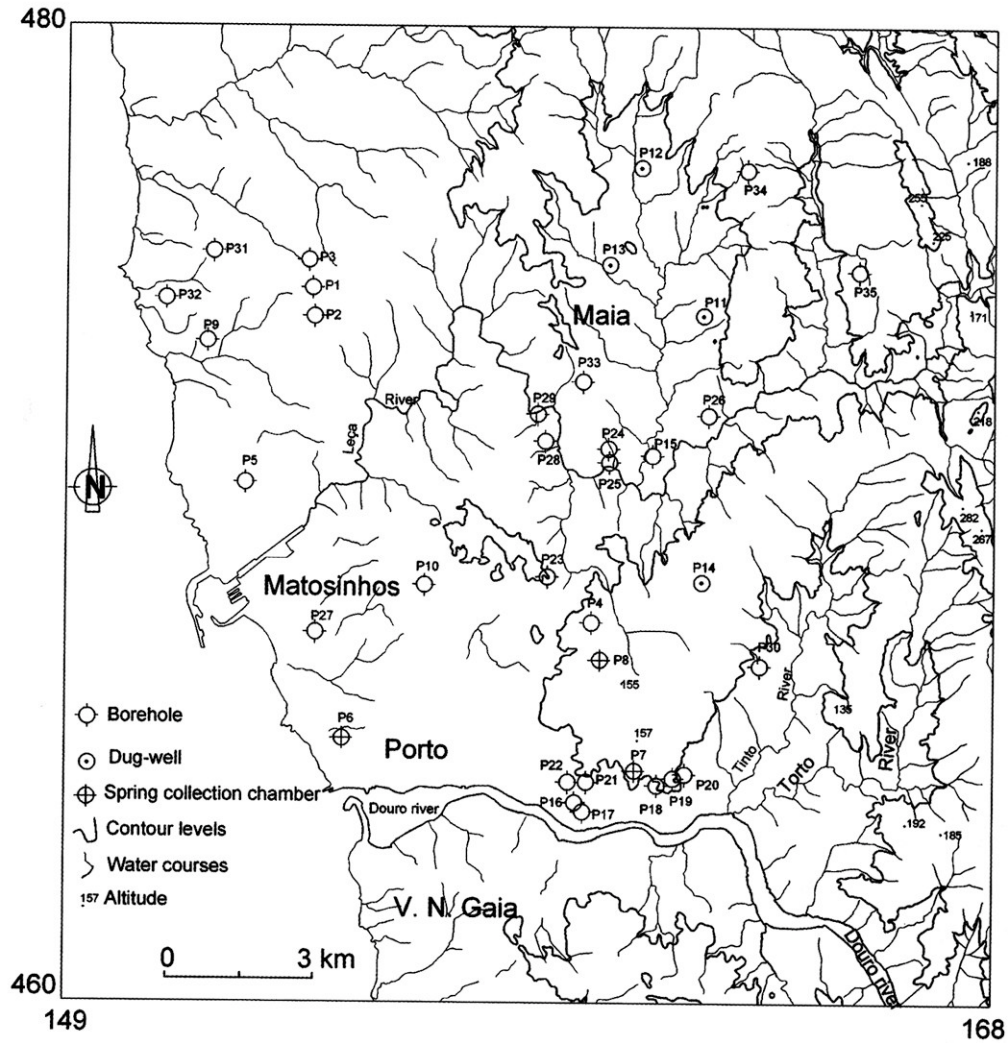 480
188
P12
P34
255
225
P31
P3
P13
P35
P1
P32
P11
171
P2
Maia
P9
P33
River
P29
P26
218
Leça
P24
P15
P28
P25
P5
N
282
287
P23
P10
P14
Matosinhos
P4
P27
P30
P8
River
155
135
Borehole
P6
157
River
Dug-well
Porto
P7
Tinto
Torto
P22
P21
P20
Spring collection chamber
P18
P19
Douro river
P16
P17
192
185
Contour levels
Water courses
157 Altitude
V. N. Gaia
Douro river
0 3 km
460
149 168